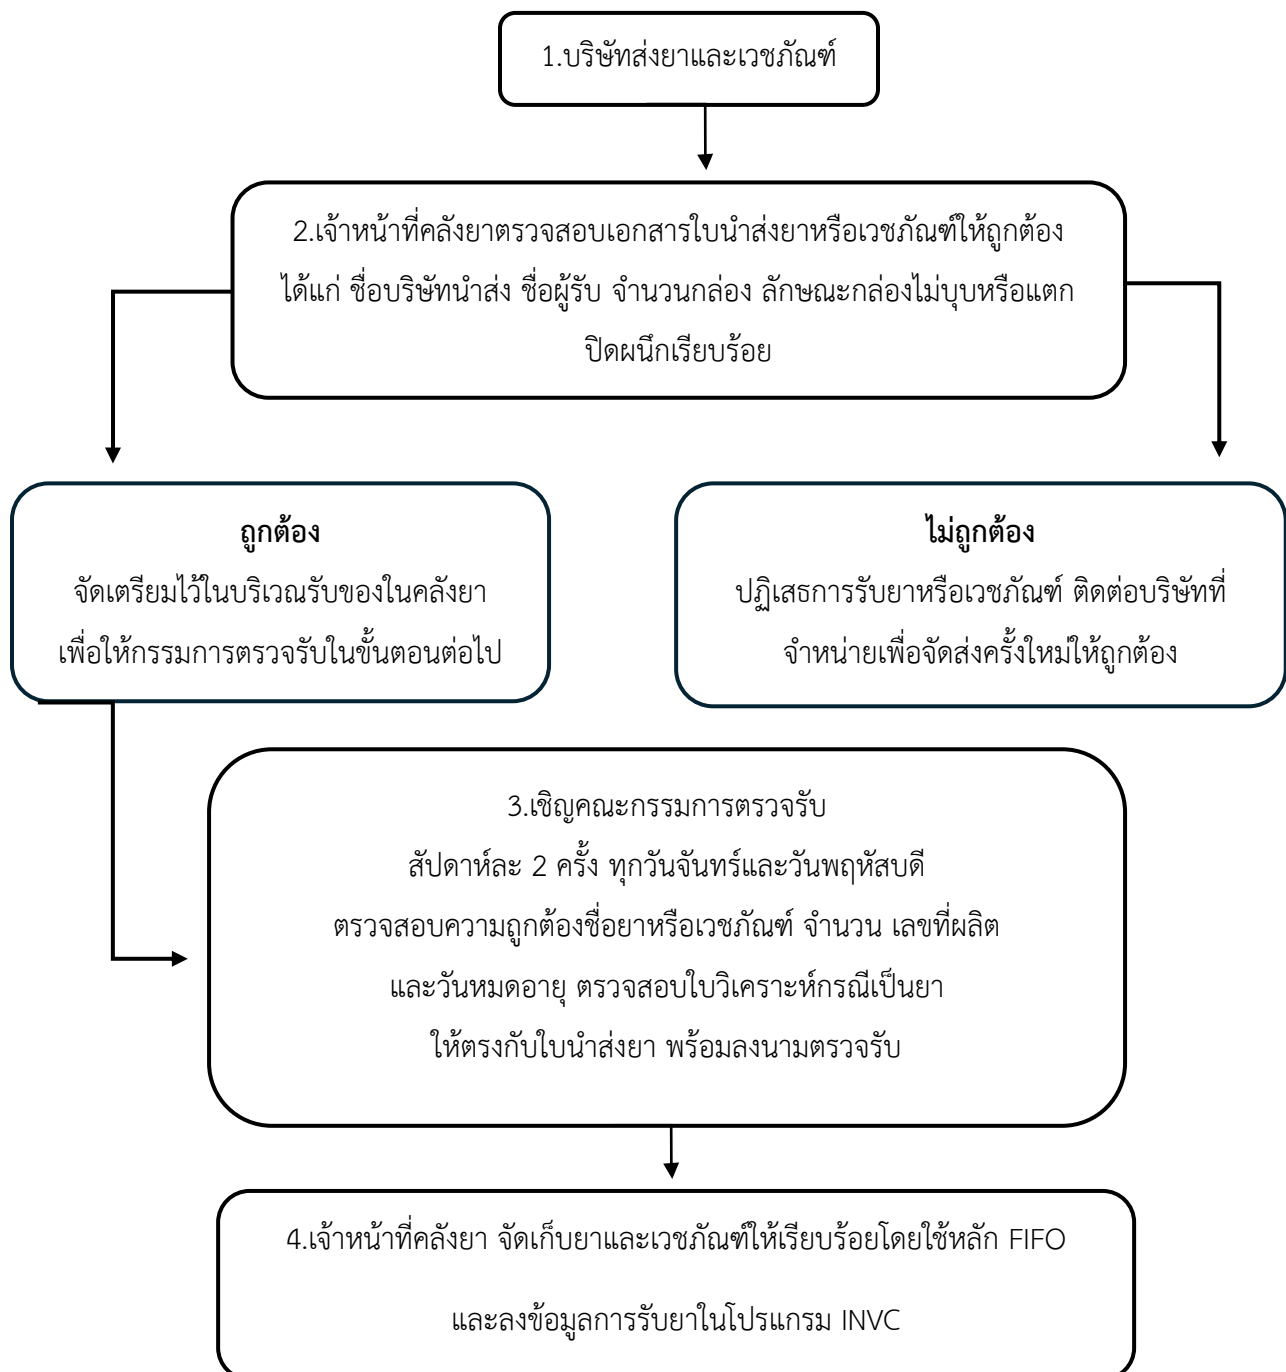 1.บริษัทส่งยาและเวชภัณฑ์
2.เจ้าหน้าที่คลังยาตรวจสอบเอกสารใบนำส่งยาหรือเวชภัณฑ์ให้ถูกต้อง
ได้แก่ ชื่อบริษัทนำส่ง ชื่อผู้รับ จำนวนกล่อง ลักษณะกล่องไม่บุบหรือแตก
ปิดผนึกเรียบร้อย
ถูกต้อง
จัดเตรียมไว้ในบริเวณรับของในคลังยา
เพื่อให้กรรมการตรวจรับในขั้นตอนต่อไป
ไม่ถูกต้อง
ปฏิเสธการรับยาหรือเวชภัณฑ์ ติดต่อบริษัทที่
จำหน่ายเพื่อจัดส่งครั้งใหม่ให้ถูกต้อง
3.เชิญคณะกรรมการตรวจรับ
สัปดาห์ละ 2 ครั้ง ทุกวันจันทร์และวันพฤหัสบดี
ตรวจสอบความถูกต้องชื่อยาหรือเวชภัณฑ์ จำนวน เลขที่ผลิต
และวันหมดอายุ ตรวจสอบใบวิเคราะห์กรณีเป็นยา
ให้ตรงกับใบนำส่งยา พร้อมลงนามตรวจรับ
4.เจ้าหน้าที่คลังยา จัดเก็บยาและเวชภัณฑ์ให้เรียบร้อยโดยใช้หลัก FIFO
และลงข้อมูลการรับยาในโปรแกรม INVC